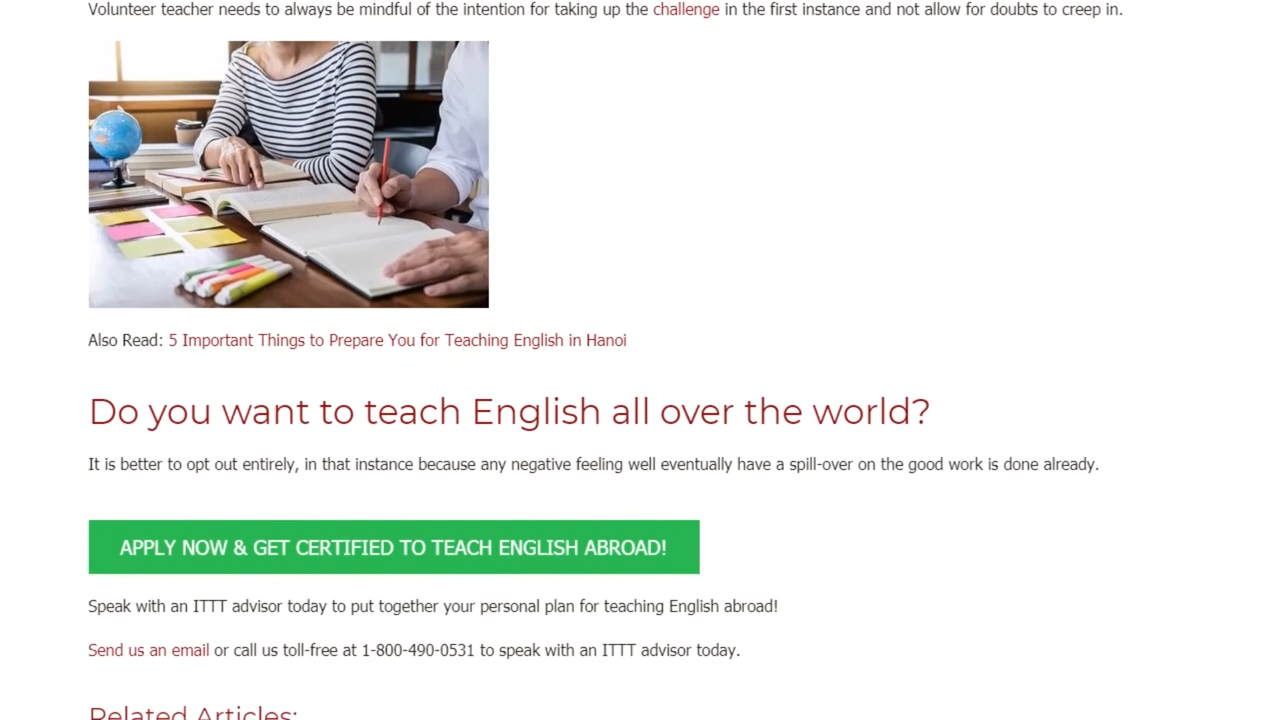 Volunteer teacher needs to always be mindful of the intention for taking up the challenge in the first instance and not allow for doubts to creep in.
Also Read: 5 Important Things to Prepare You for Teaching English in Hanoi
Do you want to teach English all over the world?
It is better to opt out entirely, in that instance because any negative feeling well eventually have a spill-over on the good work is done already.
APPLY NOW & GET CERTIFIED TO TEACH ENGLISH ABROAD!
Speak with an ITTT advisor today to put together your personal plan for teaching English abroad!
Send us an email or call us toll-free at 1-800-490-0531 to speak with an ITTT advisor today.
Related Articles: